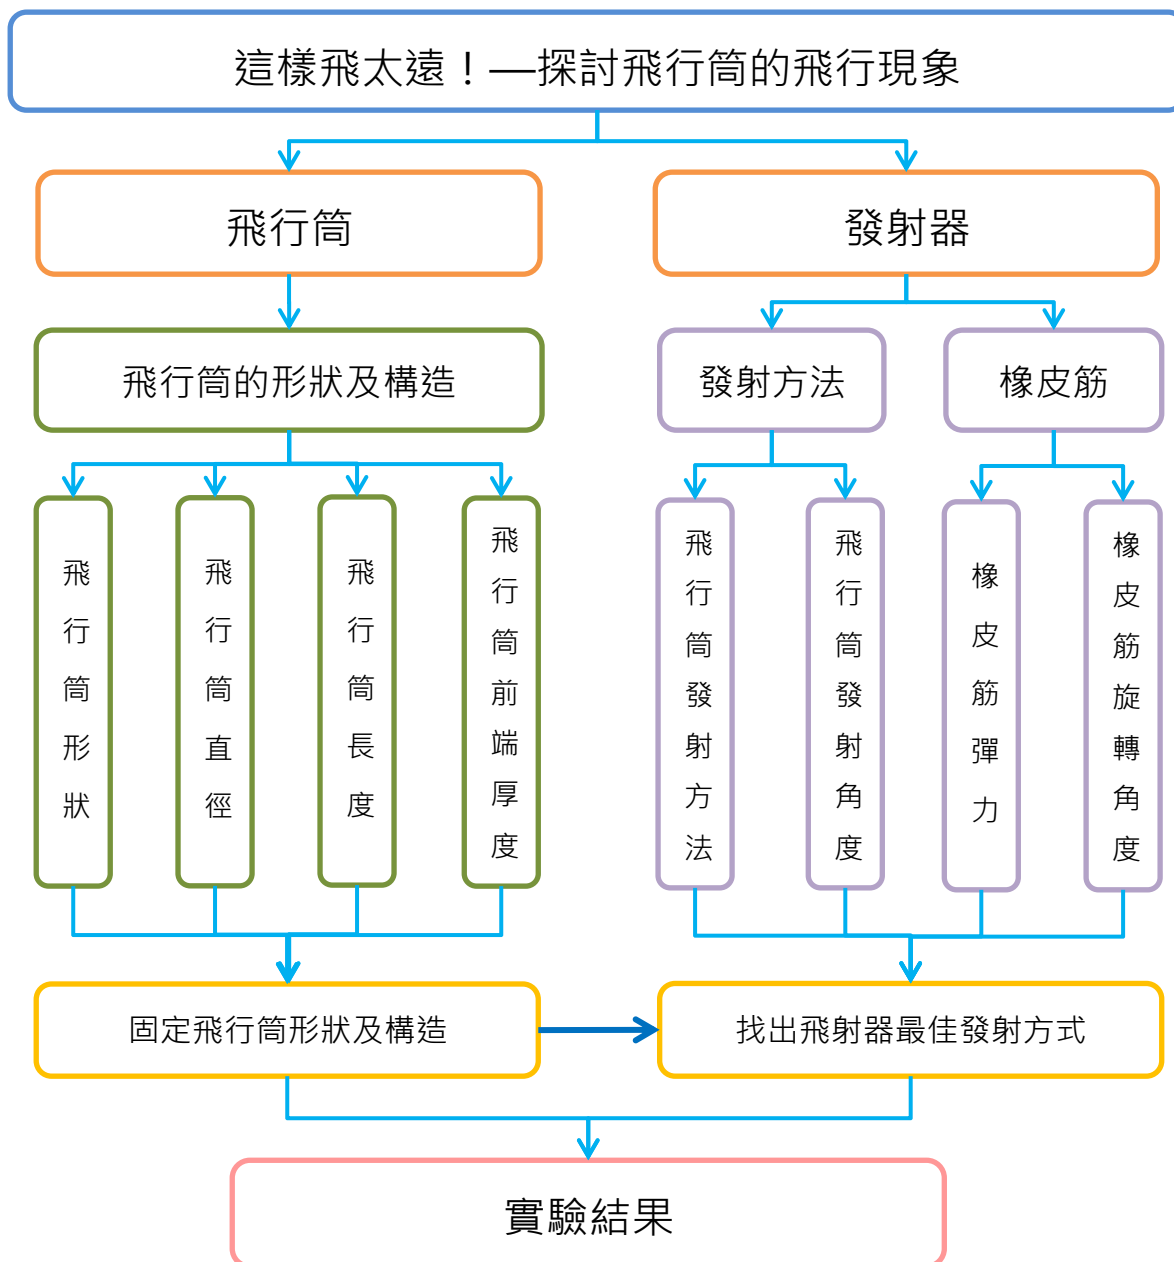 這樣飛太遠！—探討飛行筒的飛行現象
飛行筒
發射器
飛行筒的形狀及構造
發射方法
橡皮筋
飛行筒形狀
飛行筒直徑
飛行筒長度
飛行筒前端厚度
飛行筒發射方法
飛行筒發射角度
橡皮筋彈力
橡皮筋旋轉角度
固定飛行筒形狀及構造
找出飛射器最佳發射方式
實驗結果